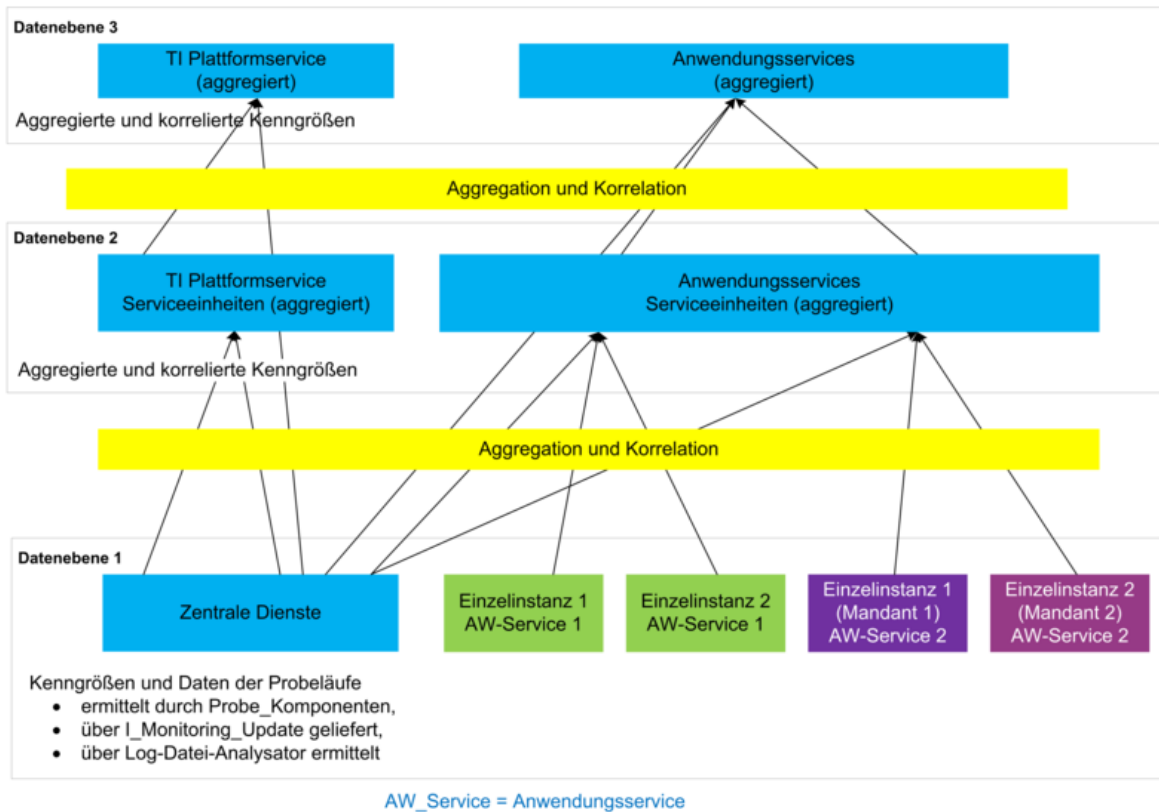 Datenebene 3
TI Plattformservice
(aggregiert)
Anwendungsservices
(aggregiert)
Aggregierte und korrelierte Kenngrößen
Aggregation und Korrelation
Datenebene 2
TI Plattformservice
Serviceeinheiten (aggregiert)
Anwendungsservices
Serviceeinheiten (aggregiert)
Aggregierte und korrelierte Kenngrößen
Aggregation und Korrelation
Datenebene 1
Zentrale Dienste
Einzelinstanz 1
AW-Service 1
Einzelinstanz 2
AW-Service 1
Einzelinstanz 1
(Mandant 1)
AW-Service 2
Einzelinstanz 2
(Mandant 2)
AW-Service 2
Kenngrößen und Daten der Probeläufe
• ermittelt durch Probe_Komponenten,
• über I_Monitoring_Update geliefert,
• über Log-Datei-Analysator ermittelt
AW_Service = Anwendungsservice